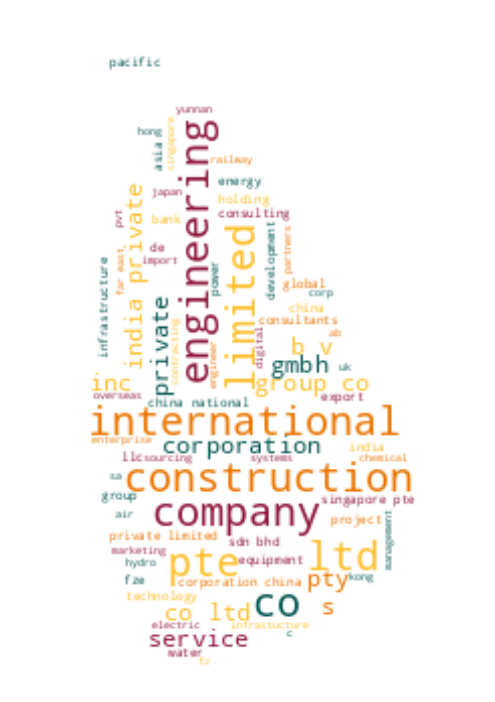 pacific
yunnan
hong
asia
singapore
engineering
railway
energy
japan
india private
holding
pvt
bank
consulting
limited
development
partners
de
import
far east
infrastructure
power
global
corp
private
contracting
china
consultants
digital
engineer
ab
b v
gmbh
uk
inc
group co
overseas
china national
export
international
enterprise
corporation
india
llc
sourcing
systems
chemical
sa
construction
group
singapore pte
company
air
project
management
private limited
sdn bhd
marketing
pte
equipment
ltd
hydro
fze
corporation china
pty
kong
technology
co
co ltd
s
electric
infrastucture
c
service
water
fz